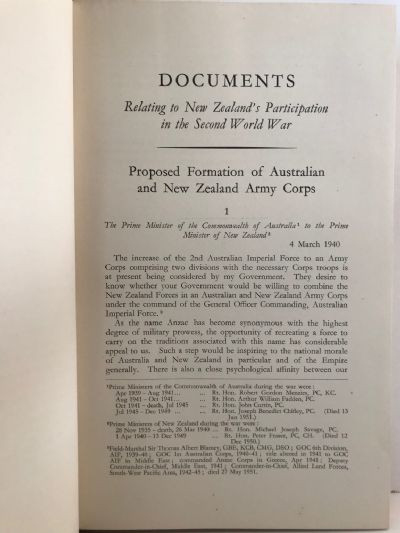 DOCUMENTS
Relating to New Zealand's Participation
in the Second World War
Proposed Formation of Australian
and New Zealand Army Corps
1
The Prime Minister of the Commonwealth of Australia¹ to the Prime
Minister of New Zealand²
4 March 1940
The increase of the 2nd Australian Imperial Force to an Army
Corps comprising two divisions with the necessary Corps troops is
at present being considered by my Government. They desire to
know whether your Government would be willing to combine the
New Zealand Forces in an Australian and New Zealand Army Corps
under the command of the General Officer Commanding, Australian
Imperial Force.³
As the name Anzac has become synonymous with the highest
degree of military prowess, the opportunity of recreating a force to
carry on the traditions associated with this name has considerable
appeal to us. Such a step would be inspiring to the national morale
of Australia and New Zealand in particular and of the Empire
generally. There is also a close psychological affinity between our
¹Prime Ministers of the Commonwealth of Australia during the war were:
Apr 1939 - Aug 1941 ... ... Rt. Hon. Robert Gordon Menzies, PC, KC.
Aug 1941 - Oct 1941 ... ... Rt. Hon. Arthur William Fadden, PC.
Oct 1941 - death, Jul 1945 ... Rt. Hon. John Curtin, PC.
Jul 1945 - Dec 1949 ... ... Rt. Hon. Joseph Benedict Chifley, PC. (Died 13
Jun 1951.)
²Prime Ministers of New Zealand during the war were:
28 Nov 1935 - death, 26 Mar 1940 ... Rt. Hon. Michael Joseph Savage, PC.
1 Apr 1940 - 13 Dec 1949 ... Rt. Hon. Peter Fraser, PC, CH. (Died 12
Dec 1950.)
³Field-Marshal Sir Thomas Albert Blamey, GBE, KCB, CMG, DSO; GOC 6th Division,
AIF, 1939-40; GOC 1st Australian Corps, 1940-41; title altered in 1941 to GOC
AIF in Middle East; commanded Anzac Corps in Greece, Apr 1941; Deputy
Commander-in-Chief, Middle East, 1941; Commander-in-Chief, Allied Land Forces,
South-West Pacific Area, 1942-45; died 27 May 1951.